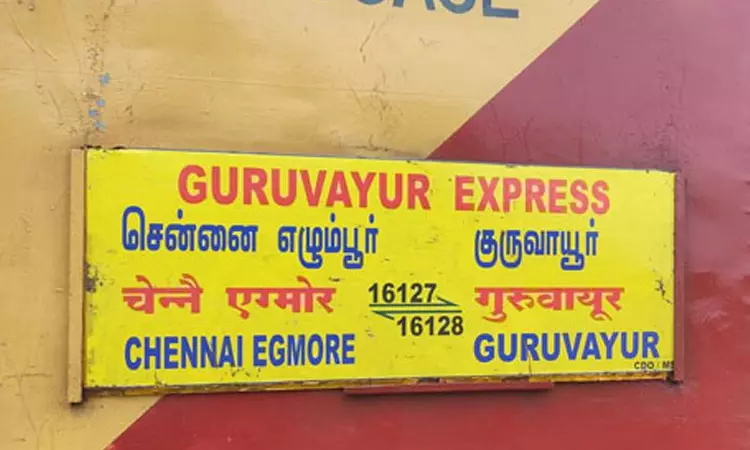 GURUVAYUR EXPRESS
சென்னை எழும்பூர் குருவாயூர்
चेन्नै एग्मोर 16127 गुरुवायूर
16128
CHENNAI EGMORE GURUVAYUR